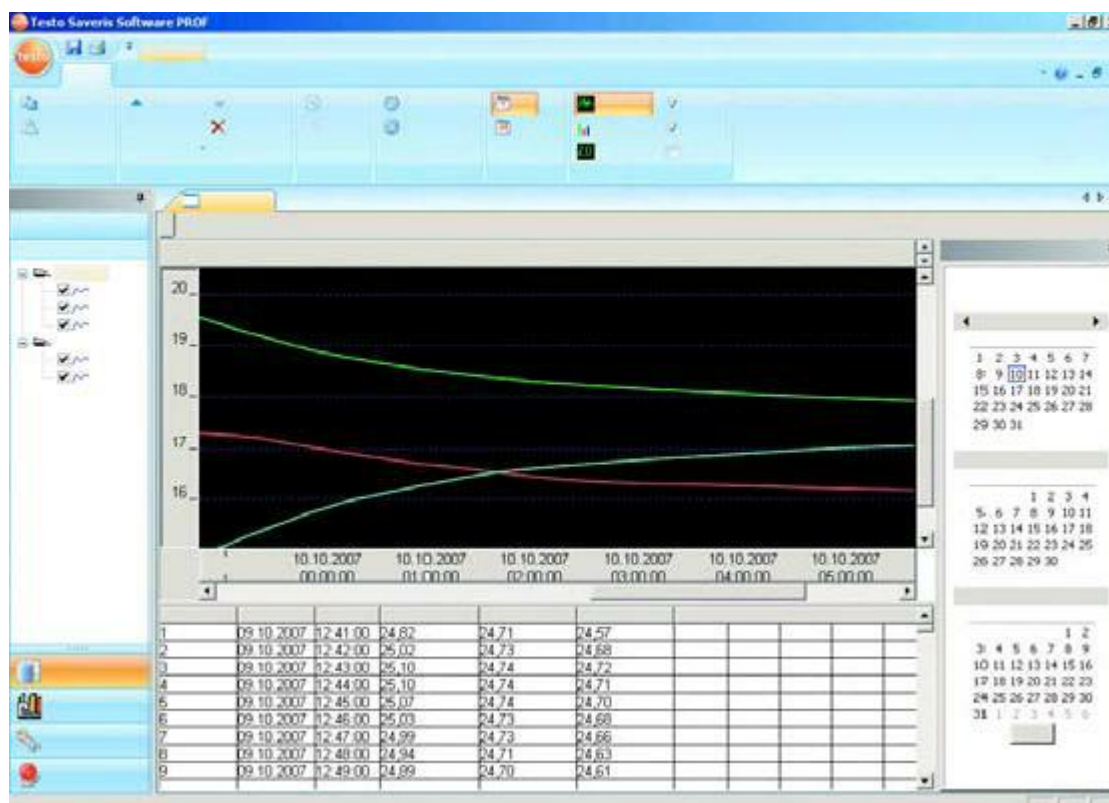 Testo Saveris Software PROF
testo
20
19
18
17
16
10.10.2007 10.10.2007 10.10.2007 10.10.2007 10.10.2007 10.10.2007
00:00:00 01:00:00 02:00:00 03:00:00 04:00:00 05:00:00
1 09.10.2007 12:41:00 24,82 24,71 24,57
2 09.10.2007 12:42:00 25,02 24,73 24,68
3 09.10.2007 12:43:00 25,10 24,74 24,72
4 09.10.2007 12:44:00 25,10 24,74 24,71
5 09.10.2007 12:45:00 25,07 24,74 24,70
6 09.10.2007 12:46:00 25,03 24,73 24,68
7 09.10.2007 12:47:00 24,99 24,73 24,66
8 09.10.2007 12:48:00 24,94 24,71 24,63
9 09.10.2007 12:49:00 24,89 24,70 24,61
1 2 3 4 5 6 7
8 9 10 11 12 13 14
15 16 17 18 19 20 21
22 23 24 25 26 27 28
29 30 31
1 2 3 4
5 6 7 8 9 10 11
12 13 14 15 16 17 18
19 20 21 22 23 24 25
26 27 28 29 30
1 2
3 4 5 6 7 8 9
10 11 12 13 14 15 16
17 18 19 20 21 22 23
24 25 26 27 28 29 30
31 1 2 3 4 5 6